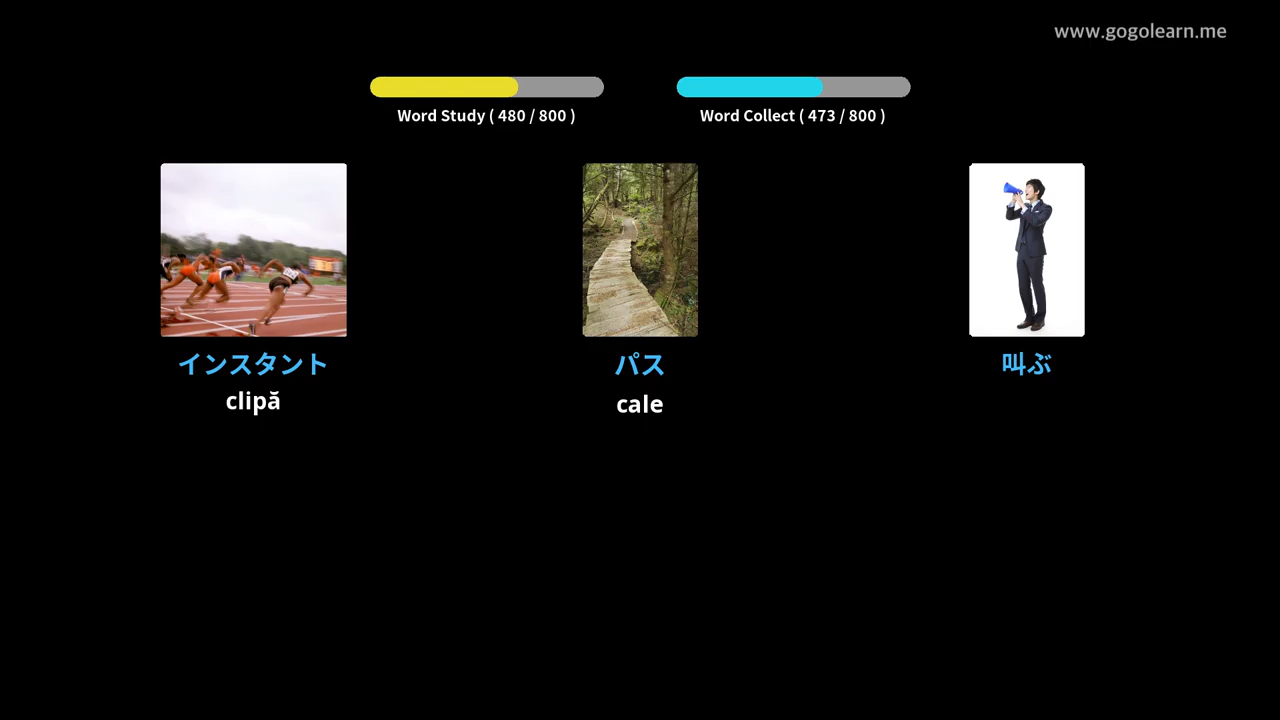 www.gogolearn.me
Word Study ( 480 / 800 )
Word Collect ( 473 / 800 )
インスタント
パス
叫ぶ
clipă
cale